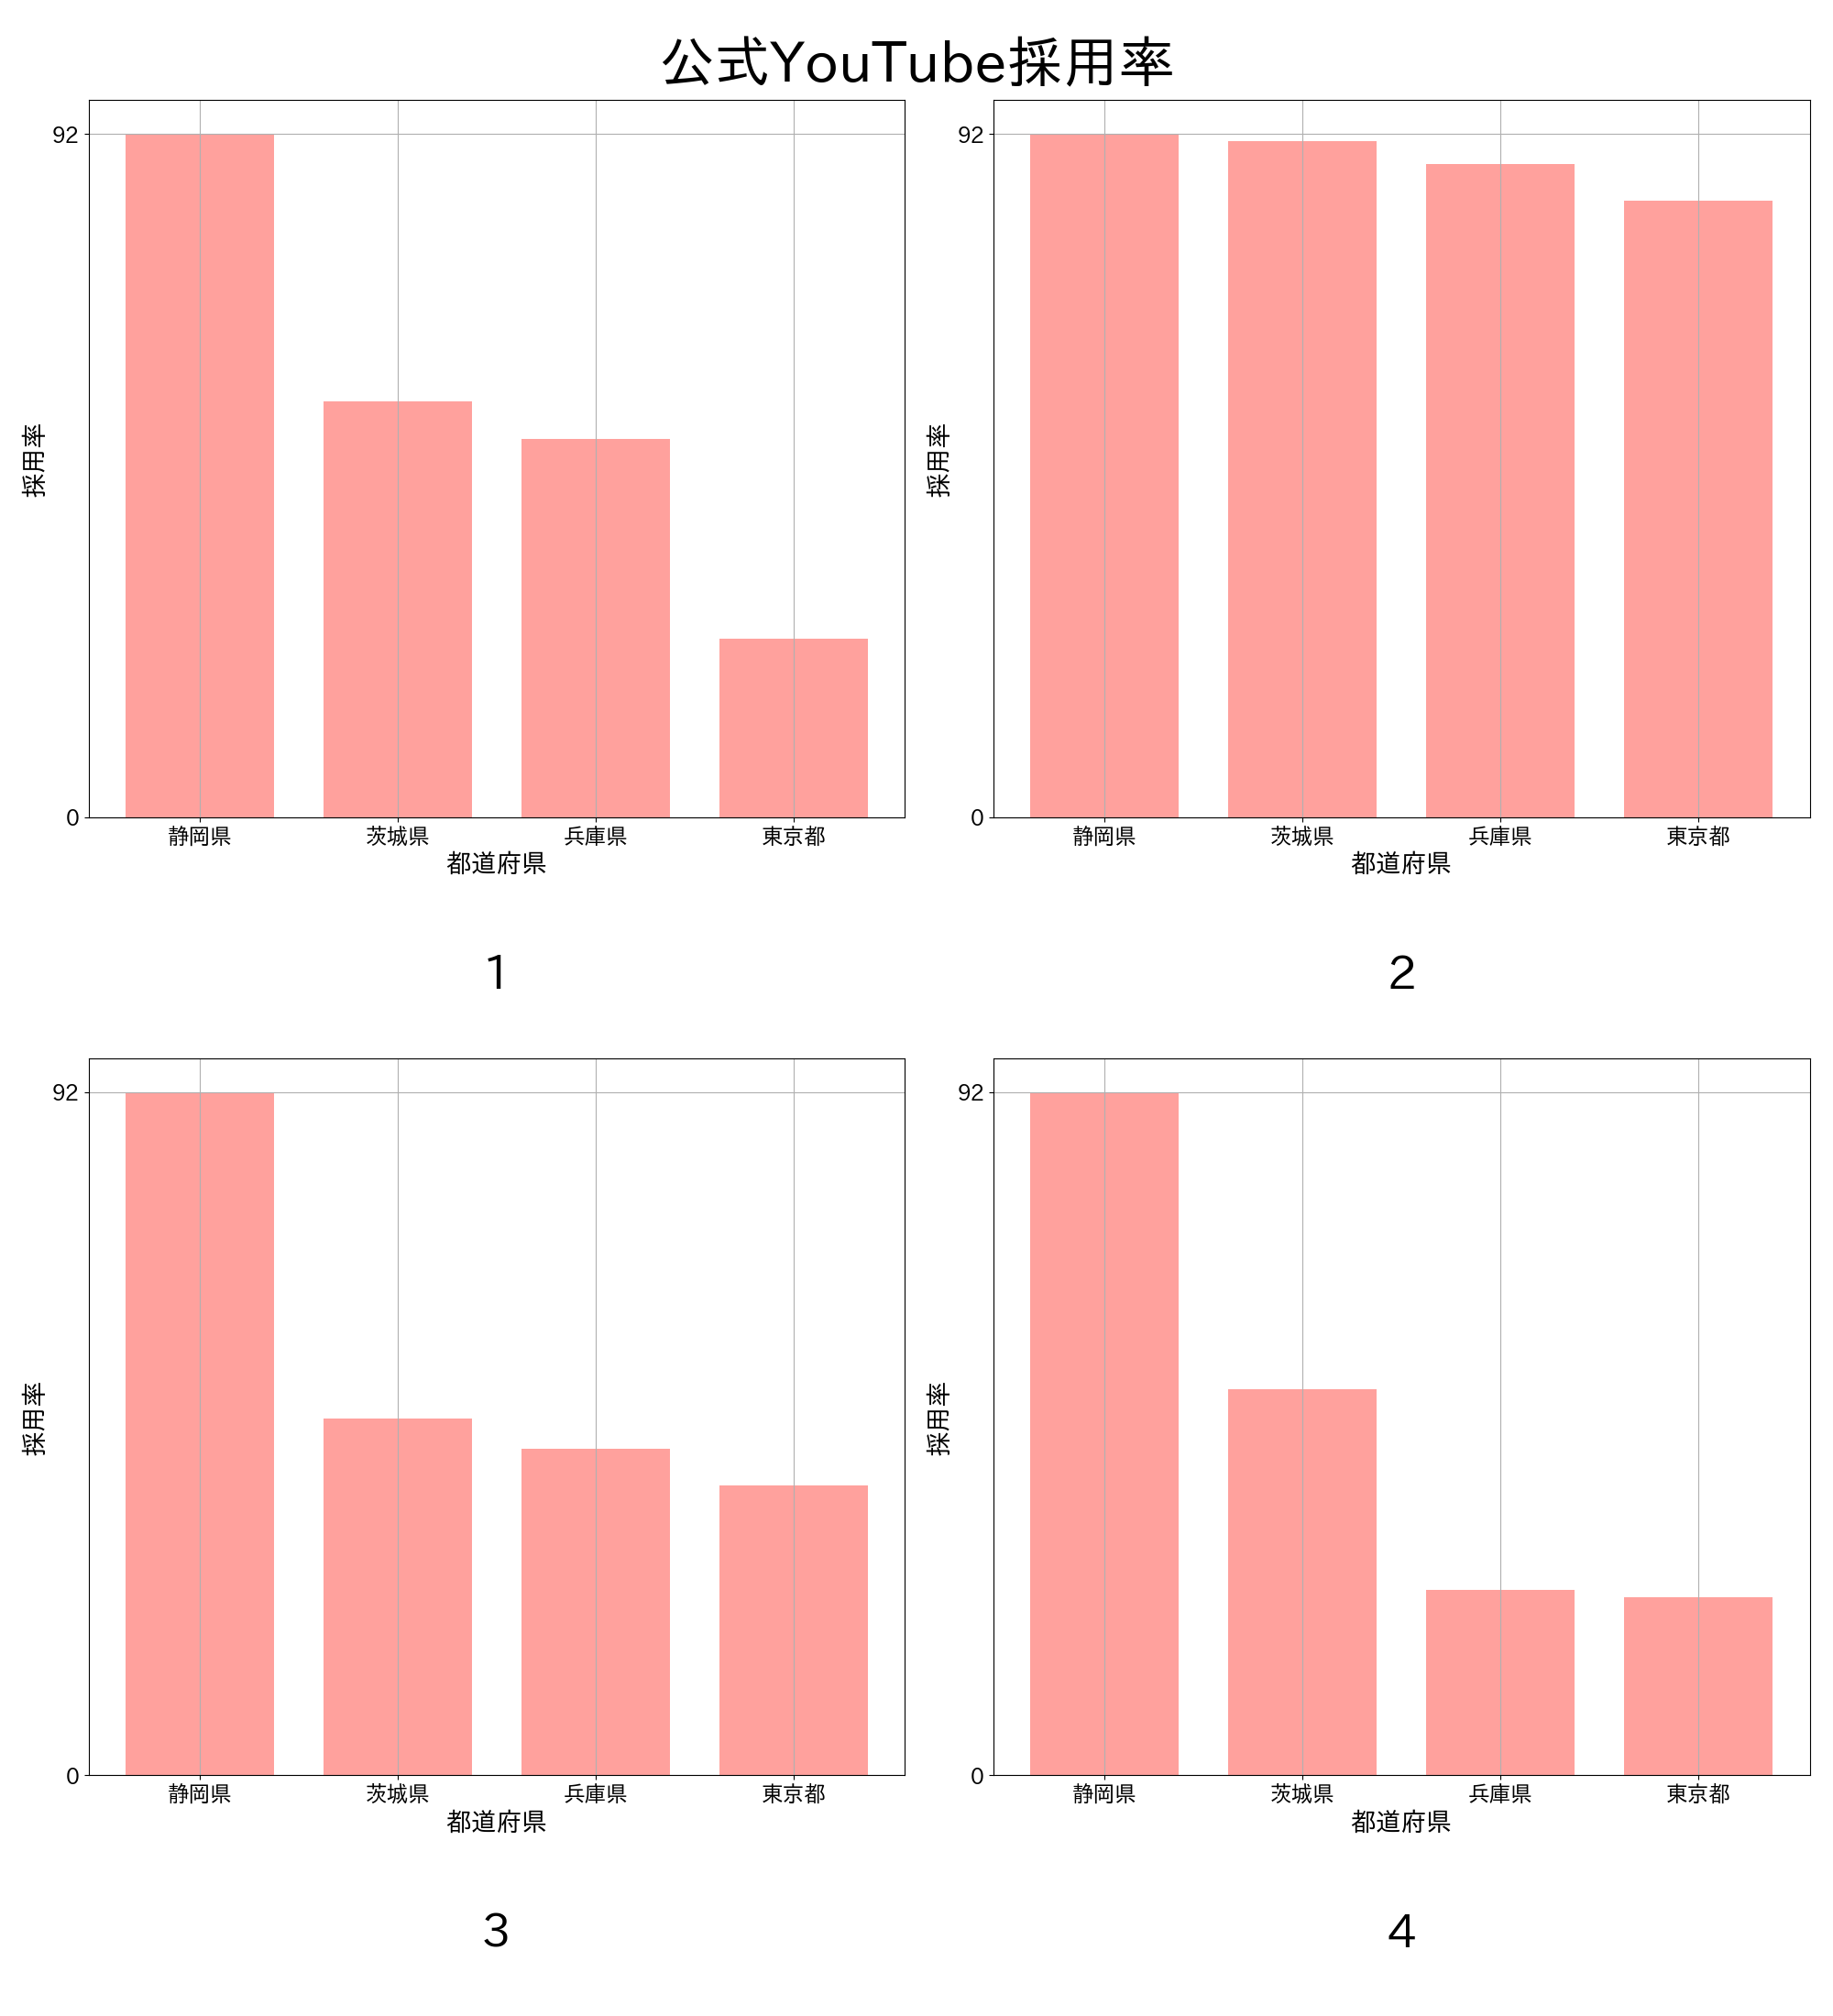 公式YouTube採用率
92
0
採用率
静岡県 茨城県 兵庫県 東京都
都道府県
1
92
0
採用率
静岡県 茨城県 兵庫県 東京都
都道府県
2
92
0
採用率
静岡県 茨城県 兵庫県 東京都
都道府県
3
92
0
採用率
静岡県 茨城県 兵庫県 東京都
都道府県
4